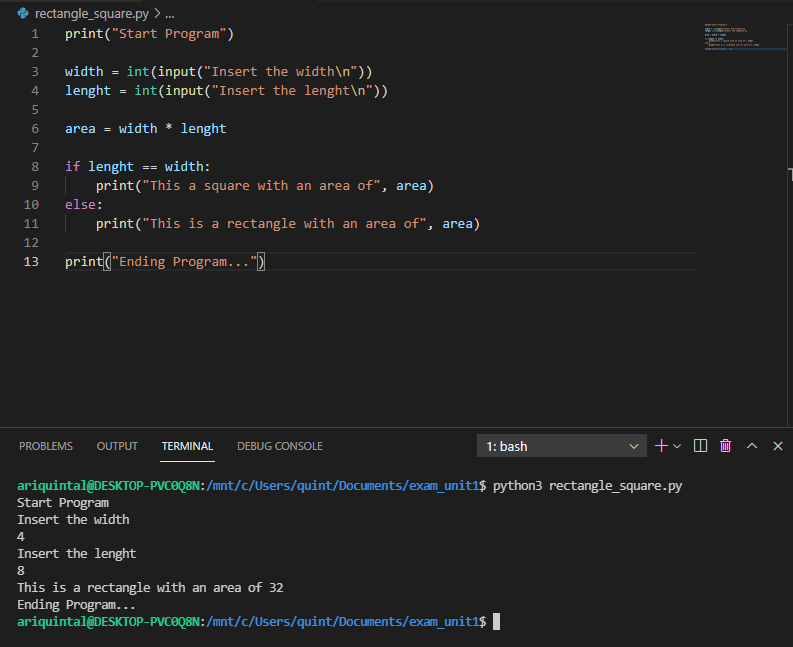 rectangle_square.py > ...
1 print("Start Program")
2
3 width = int(input("Insert the width\n"))
4 lenght = int(input("Insert the lenght\n"))
5
6 area = width * lenght
7
8 if lenght == width:
9     print("This a square with an area of", area)
10 else:
11     print("This is a rectangle with an area of", area)
12
13 print("Ending Program...")
PROBLEMS OUTPUT TERMINAL DEBUG CONSOLE 1: bash
ariquintal@DESKTOP-PVC0Q8N:/mnt/c/Users/quint/Documents/exam_unit1$ python3 rectangle_square.py
Start Program
Insert the width
4
Insert the lenght
8
This is a rectangle with an area of 32
Ending Program...
ariquintal@DESKTOP-PVC0Q8N:/mnt/c/Users/quint/Documents/exam_unit1$